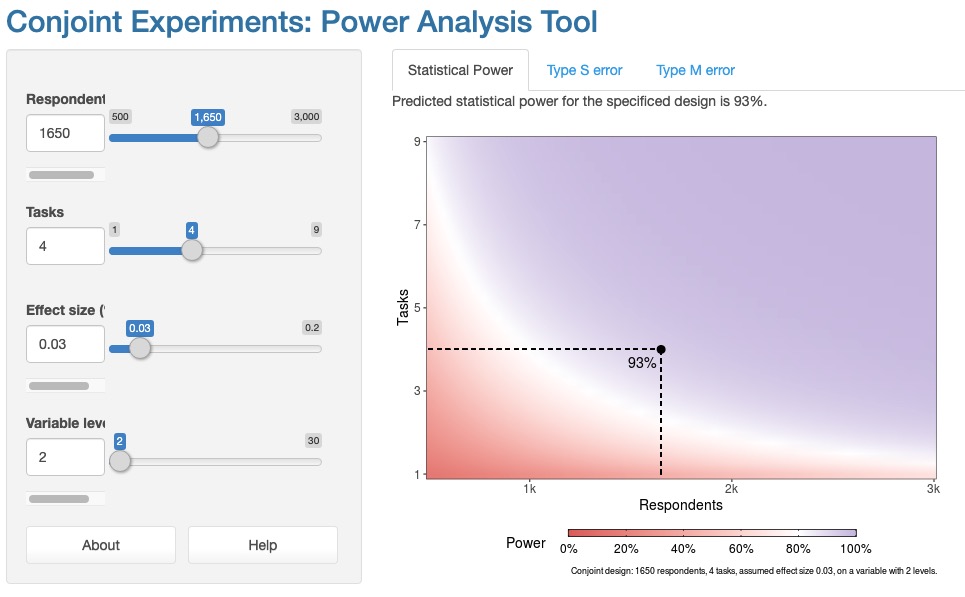 Conjoint Experiments: Power Analysis Tool
Respondent
1650
500
1,650
3,000
Tasks
4
1
4
9
Effect size (
0.03
0.03
0.2
Variable leve
2
2
30
About
Help
Statistical Power
Type S error
Type M error
Predicted statistical power for the specificed design is 93%.
9
7
5
3
1
Tasks
93%
1k
2k
3k
Respondents
Power
0%
20%
40%
60%
80%
100%
Conjoint design: 1650 respondents, 4 tasks, assumed effect size 0.03, on a variable with 2 levels.